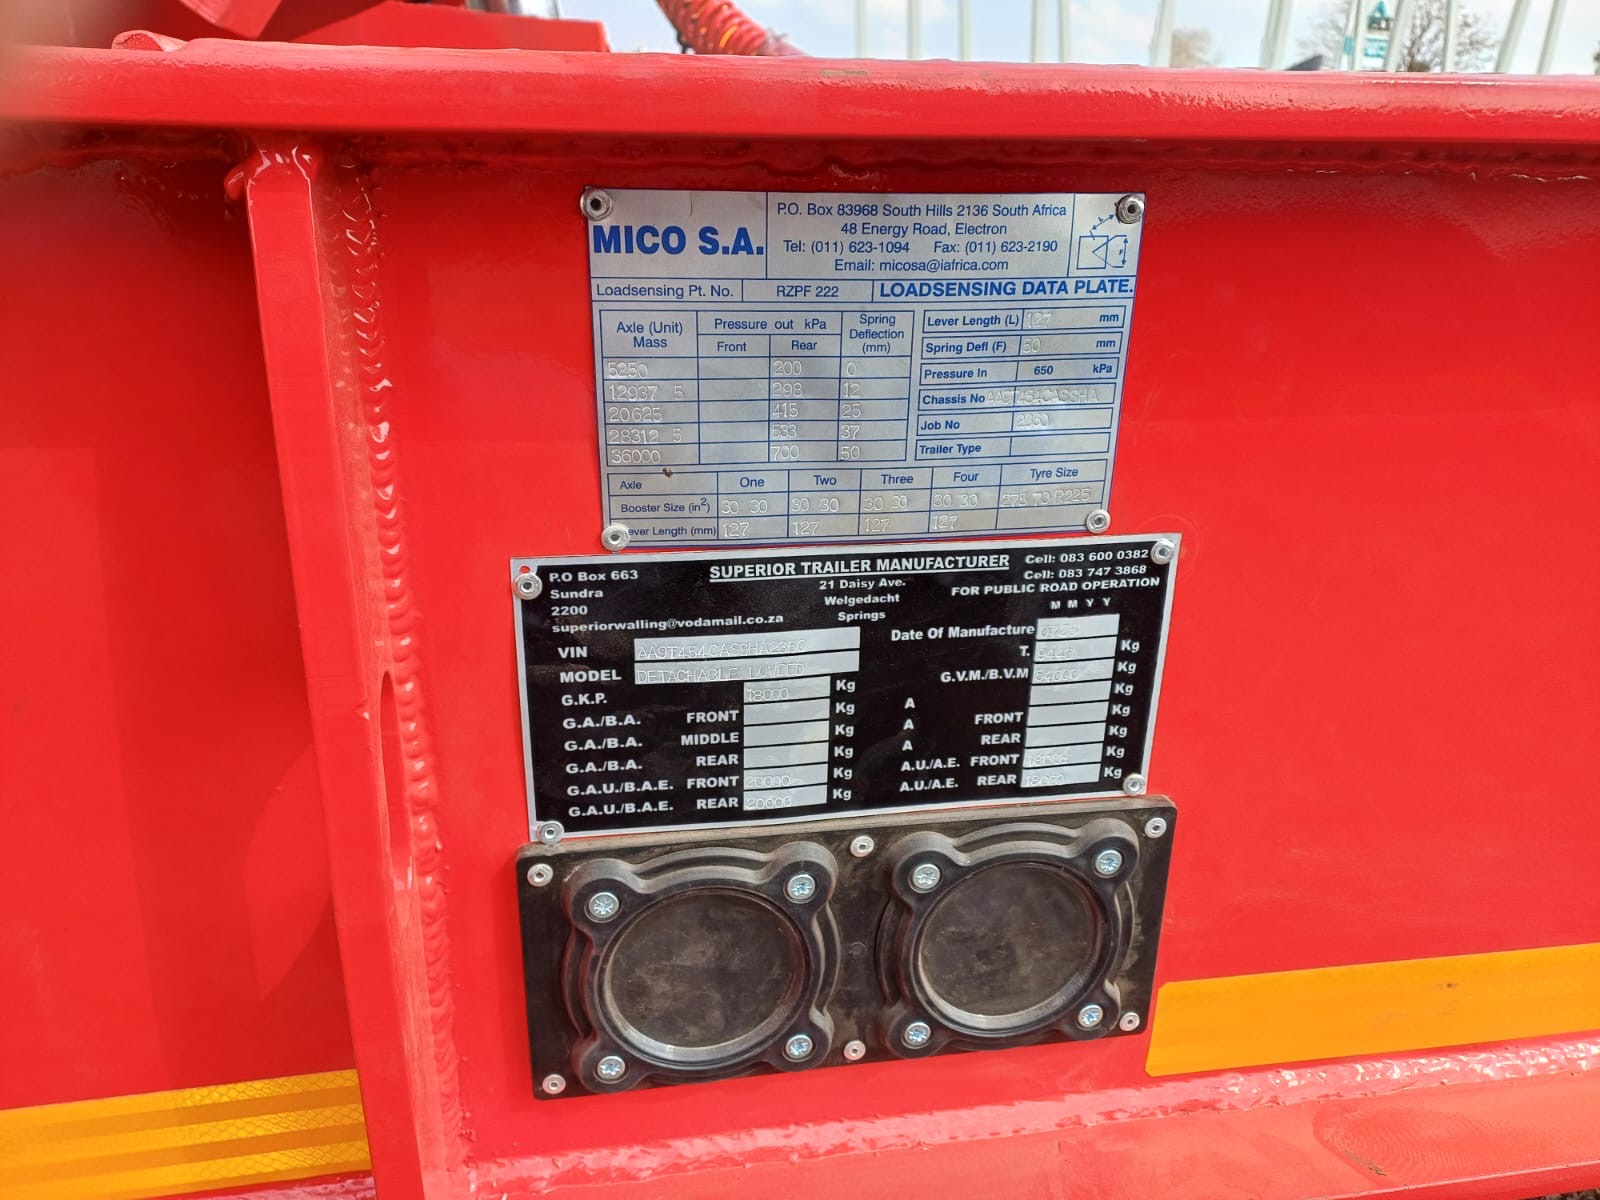 MICO S.A.
P.O. Box 83968 South Hills 2136 South Africa
48 Energy Road, Electron
Tel: (011) 623-1094 Fax: (011) 623-2190
Email: micosa@iafrica.com
L
F
Loadsensing Pt. No. RZPF 222 LOADSENSING DATA PLATE.
Axle (Unit) Mass Pressure out kPa Spring Deflection (mm)
Front Rear
5250 200 0
12937 5 298 12
20625 415 25
28312 5 533 37
36000 700 50
Lever Length (L) 127 mm
Spring Defl (F) 50 mm
Pressure In 650 kPa
Chassis No AA9T454CASSHA
Job No
Trailer Type
Axle One Two Three Four Tyre Size
Booster Size (in²) 30 30 30 30 30 30 30 30 275 70 R225
ever Length (mm) 127 127 127 127
P.O Box 663
Sundra
2200
superiorwalling@vodamail.co.za
SUPERIOR TRAILER MANUFACTURER
21 Daisy Ave.
Welgedacht
Springs
Cell: 083 600 0382
Cell: 083 747 3868
FOR PUBLIC ROAD OPERATION
M M Y Y
VIN
MODEL DETACHABLE LOWBED
G.K.P. 18000 Kg
G.A./B.A. FRONT Kg
G.A./B.A. MIDDLE Kg
G.A./B.A. REAR Kg
G.A.U./B.A.E. FRONT 20000 Kg
G.A.U./B.A.E. REAR 20000 Kg
Date Of Manufacture
T. 9440 Kg
G.V.M./B.V.M 54000 Kg
A Kg
A FRONT Kg
A REAR Kg
A.U./A.E. FRONT Kg
A.U./A.E. REAR 18000 Kg